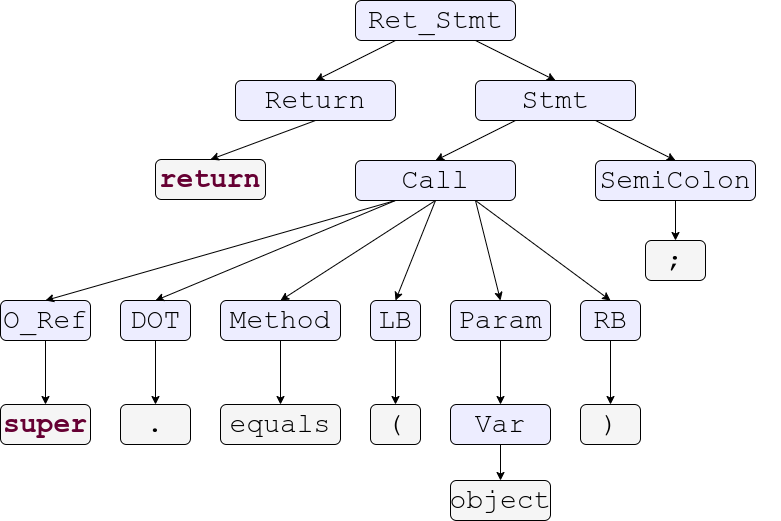 Ret_Stmt
Return Stmt
return Call SemiColon
;
O_Ref DOT Method LB Param RB
super . equals ( Var )
object